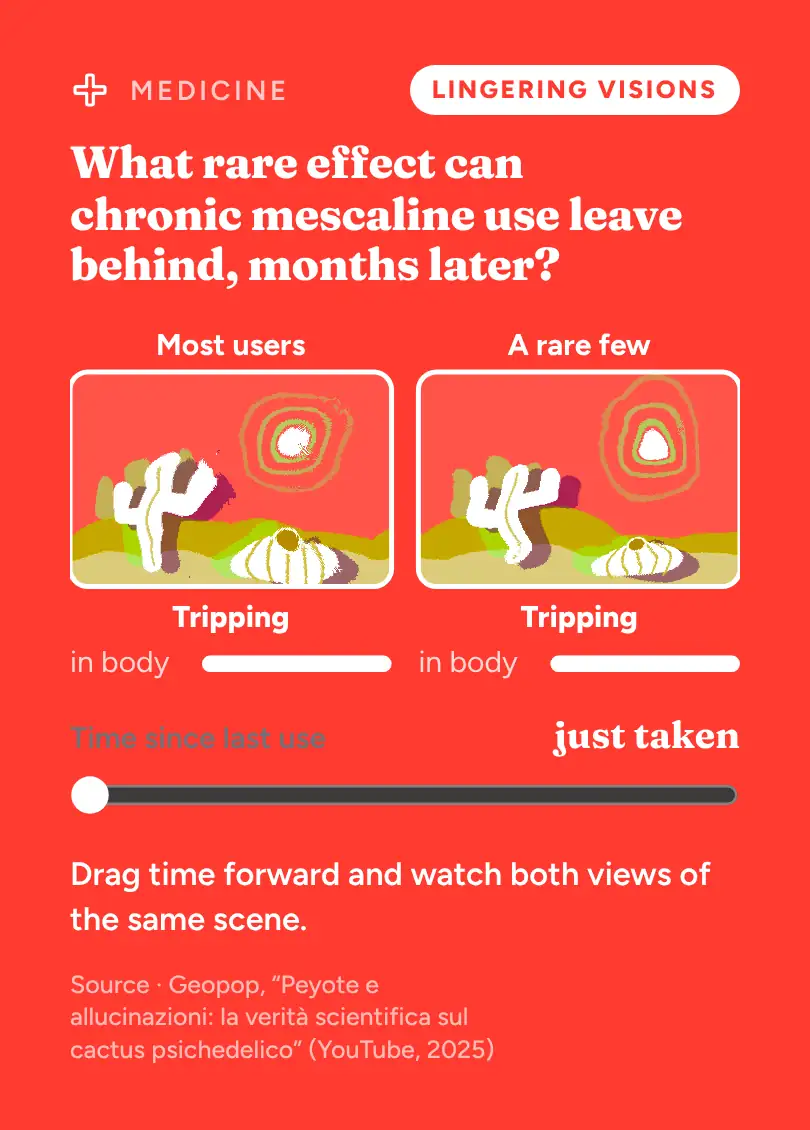 MEDICINE
LINGERING VISIONS
What rare effect can
chronic mescaline use leave
behind, months later?
Most users
A rare few
Tripping
Tripping
in body
in body
Time since last use
just taken
Drag time forward and watch both views of
the same scene.
Source · Geopop, “Peyote e
allucinazioni: la verità scientifica sul
cactus psichedelico” (YouTube, 2025)